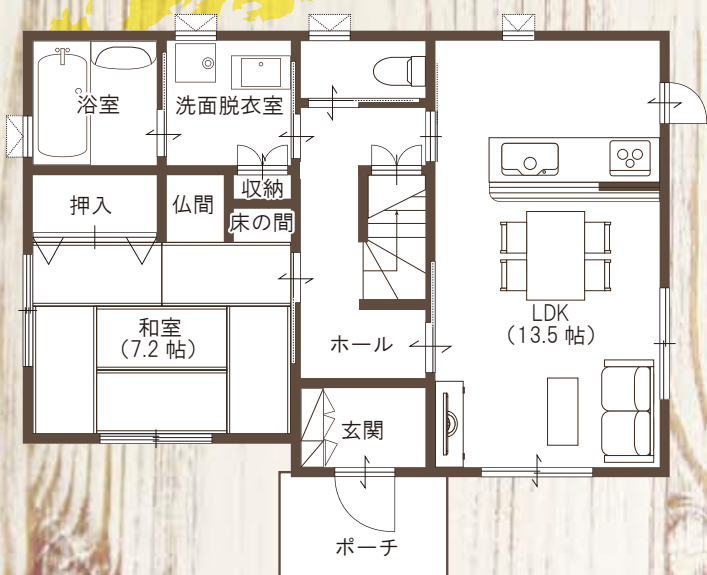 浴室
洗面脱衣室
押入
仏間
収納
床の間
和室
（7.2 帖）
ホール
LDK
（13.5 帖）
玄関
ポーチ